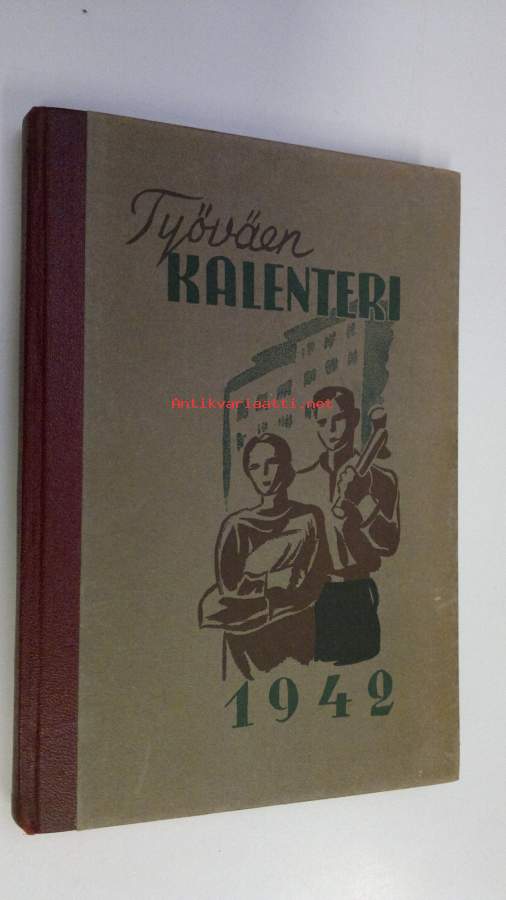 Työväen
KALENTERI
Antikvariaatti.net
1942